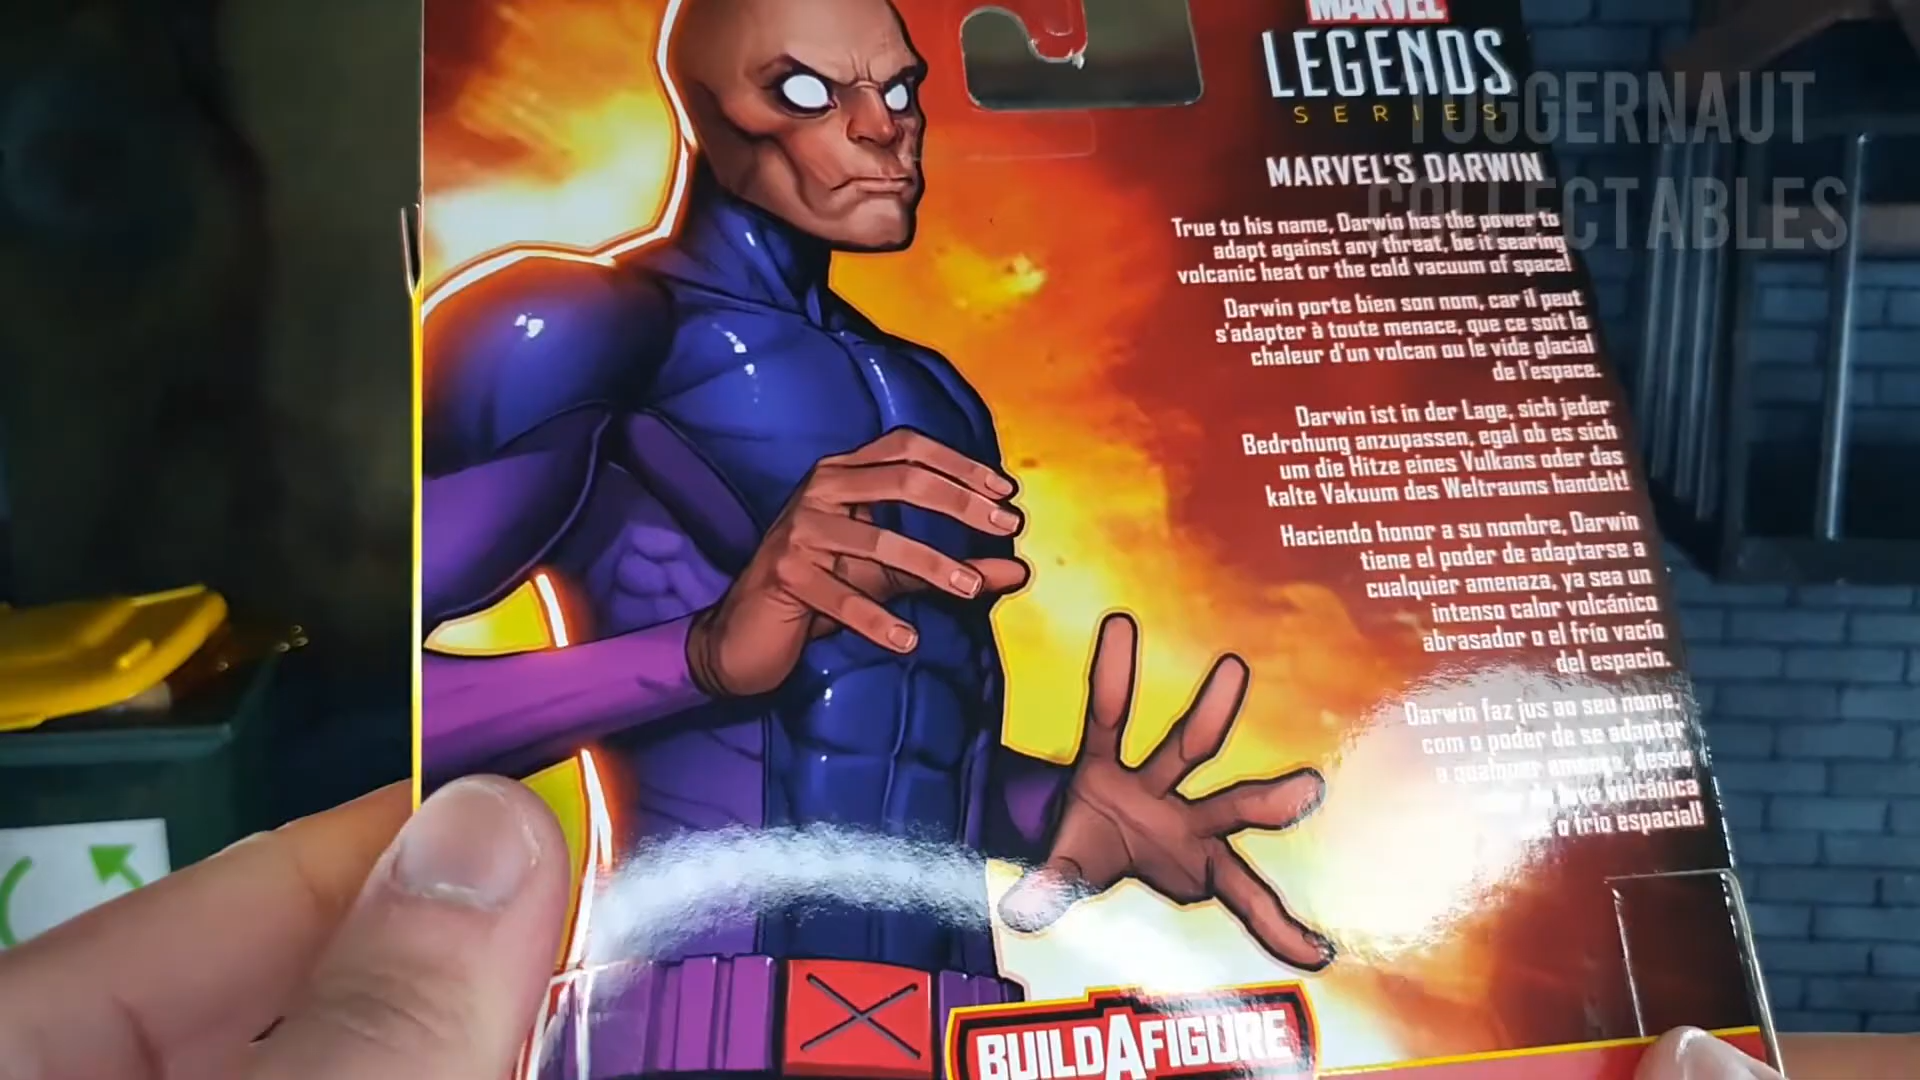 MARVEL
LEGENDS
SERIES
TUGGERNAUT
COLLECTABLES
MARVEL'S DARWIN
True to his name, Darwin has the power to
adapt against any threat, be it searing
volcanic heat or the cold vacuum of space!
Darwin porte bien son nom, car il peut
s'adapter à toute menace, que ce soit la
chaleur d'un volcan ou le vide glacial
de l'espace.
Darwin ist in der Lage, sich jeder
Bedrohung anzupassen, egal ob es sich
um die Hitze eines Vulkans oder das
kalte Vakuum des Weltraums handelt!
Haciendo honor a su nombre, Darwin
tiene el poder de adaptarse a
cualquier amenaza, ya sea un
intenso calor volcánico
abrasador o el frío vacío
del espacio.
Darwin faz jus ao seu nome,
com o poder de se adaptar
a qualquer ameaça, desde
vulcânica
o frio espacial!
BUILDAFIGURE